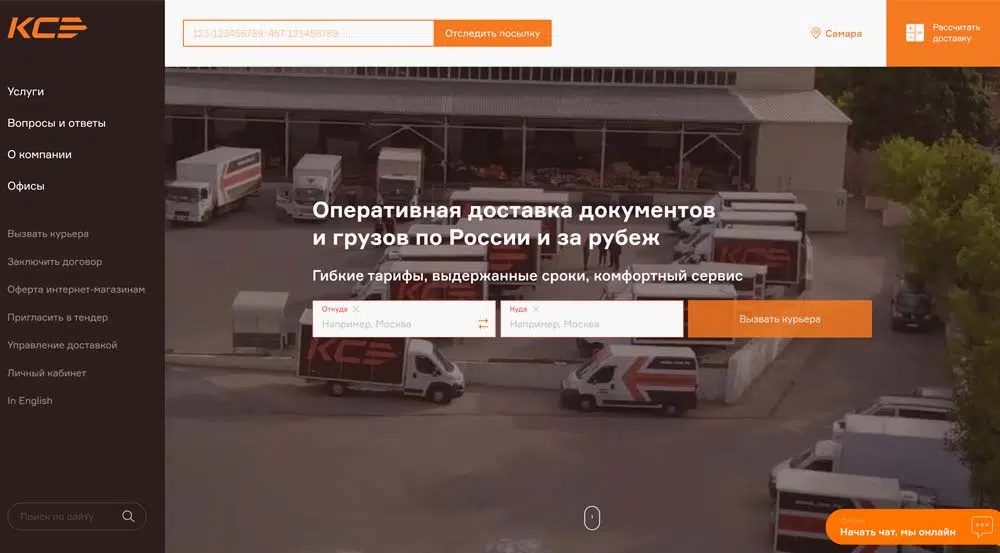 КСЭ
Услуги
Вопросы и ответы
О компании
Офисы
Вызвать курьера
Заключить договор
Оферта интернет-магазинам
Пригласить в тендер
Управление доставкой
Личный кабинет
In English
Поиск по сайту
123-123456789, 457-123456789, ...
Отследить посылку
Самара
Рассчитать
доставку
Оперативная доставка документов
и грузов по России и за рубеж
Гибкие тарифы, выдержанные сроки, комфортный сервис
Откуда
Например, Москва
Куда
Например, Москва
Вызвать курьера
КСЭ
Начать чат, мы онлайн